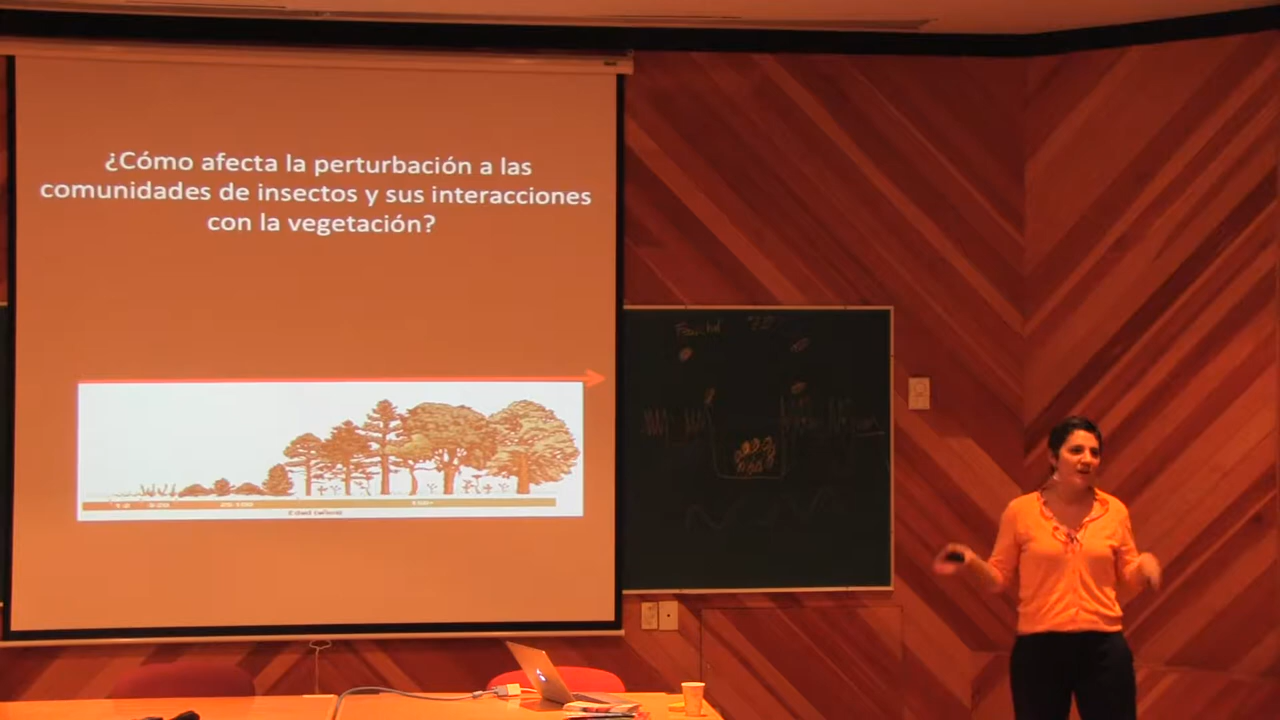 ¿Cómo afecta la perturbación a las
comunidades de insectos y sus interacciones
con la vegetación?